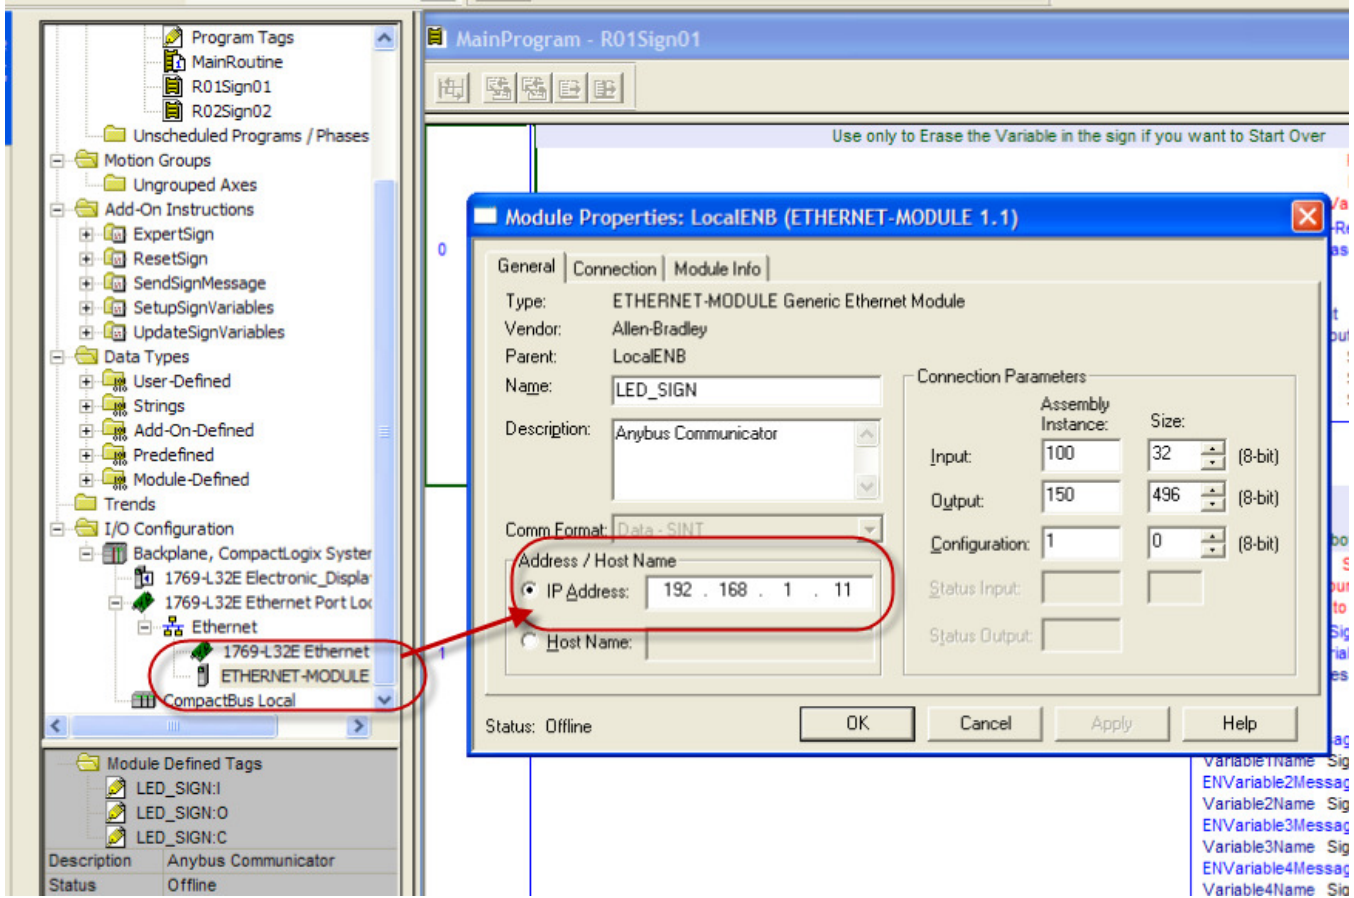 Program Tags
MainRoutine
R01Sign01
R02Sign02
Unscheduled Programs / Phases
Motion Groups
Ungrouped Axes
Add-On Instructions
ExpertSign
ResetSign
SendSignMessage
SetupSignVariables
UpdateSignVariables
Data Types
User-Defined
Strings
Add-On-Defined
Predefined
Module-Defined
Trends
I/O Configuration
Backplane, CompactLogix Syster
1769-L32E Electronic_Displa
1769-L32E Ethernet Port Loc
Ethernet
1769-L32E Ethernet
ETHERNET-MODULE
CompactBus Local
Module Defined Tags
LED_SIGN:I
LED_SIGN:O
LED_SIGN:C
Description Anybus Communicator
Status Offline
MainProgram - R01Sign01
Use only to Erase the Variable in the sign if you want to Start Over
0
1
Module Properties: LocalENB (ETHERNET-MODULE 1.1)
General Connection Module Info
Type: ETHERNET-MODULE Generic Ethernet Module
Vendor: Allen-Bradley
Parent: LocalENB
Name: LED_SIGN
Description: Anybus Communicator
Comm Format: Data - SINT
Address / Host Name
IP Address: 192 . 168 . 1 . 11
Host Name:
Connection Parameters
Assembly
Instance: Size:
Input: 100 32 (8-bit)
Output: 150 496 (8-bit)
Configuration: 1 0 (8-bit)
Status Input:
Status Output:
Status: Offline
OK Cancel Apply Help
Variable1Name Sig
ENVariable2Messag
Variable2Name Sig
ENVariable3Messag
Variable3Name Sig
ENVariable4Messag
Variable4Name Sig